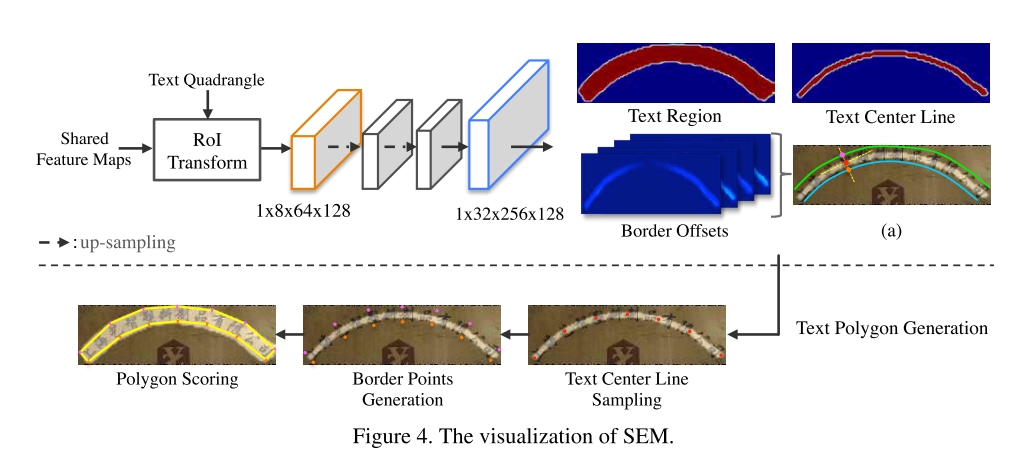 Text Quadrangle
Shared
Feature Maps
RoI
Transform
1x8x64x128
1x32x256x128
Text Region
Text Center Line
Border Offsets
(a)
: up-sampling
Text Polygon Generation
Polygon Scoring
Border Points
Generation
Text Center Line
Sampling
Figure 4. The visualization of SEM.